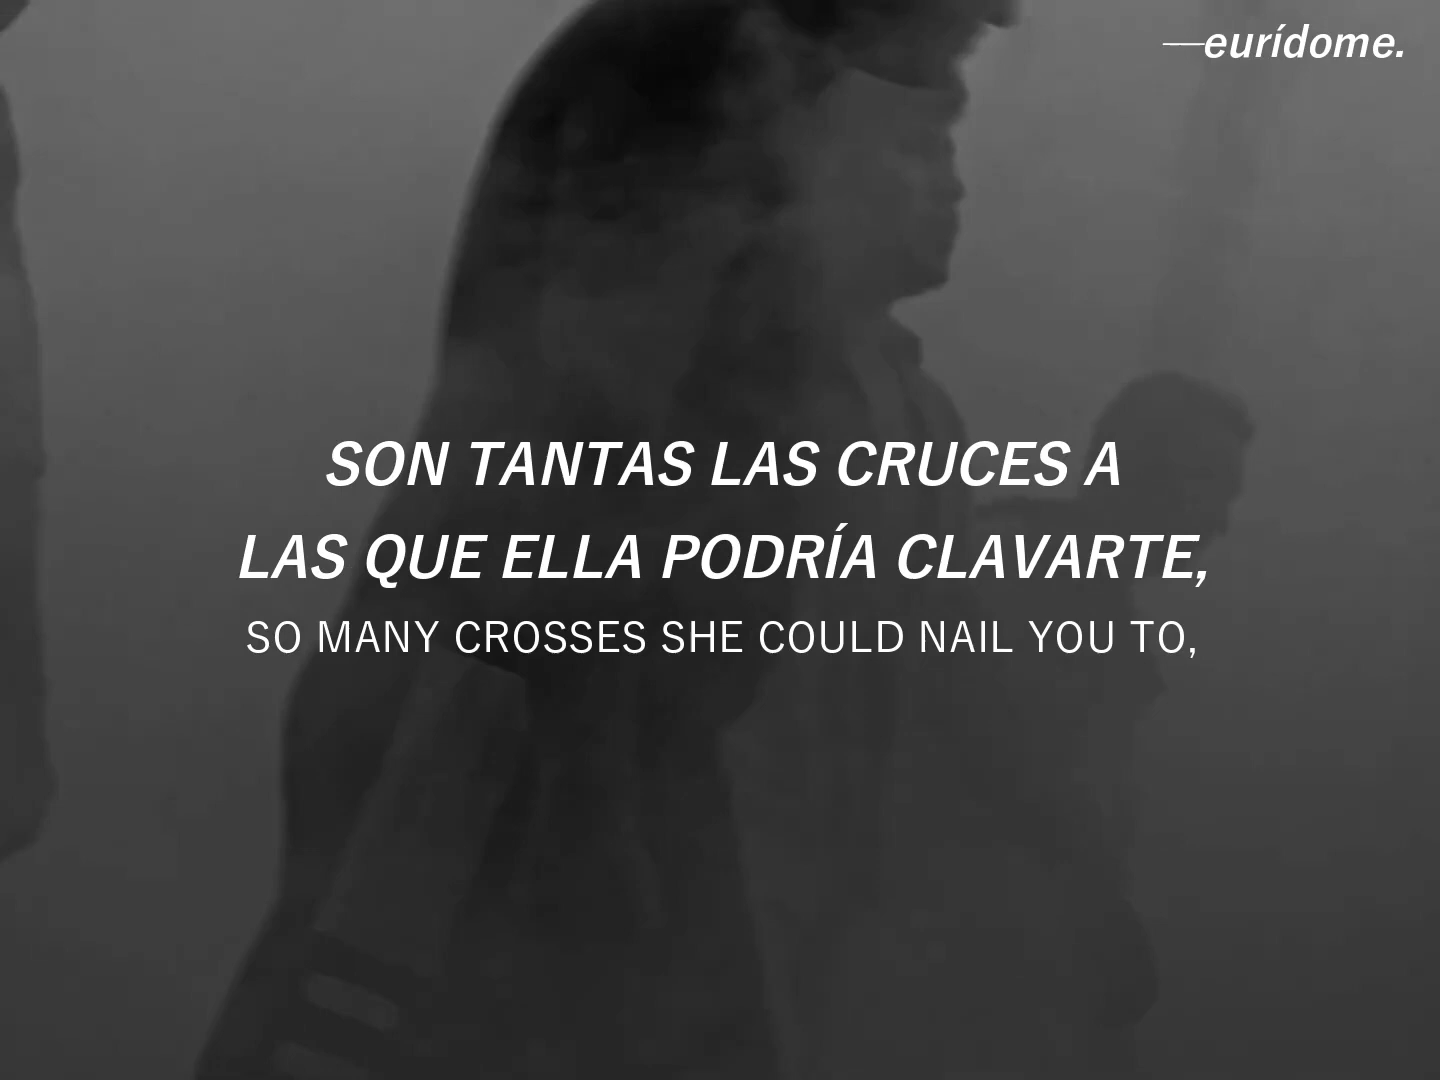 —eurídome.
SON TANTAS LAS CRUCES A
LAS QUE ELLA PODRÍA CLAVARTE,
SO MANY CROSSES SHE COULD NAIL YOU TO,